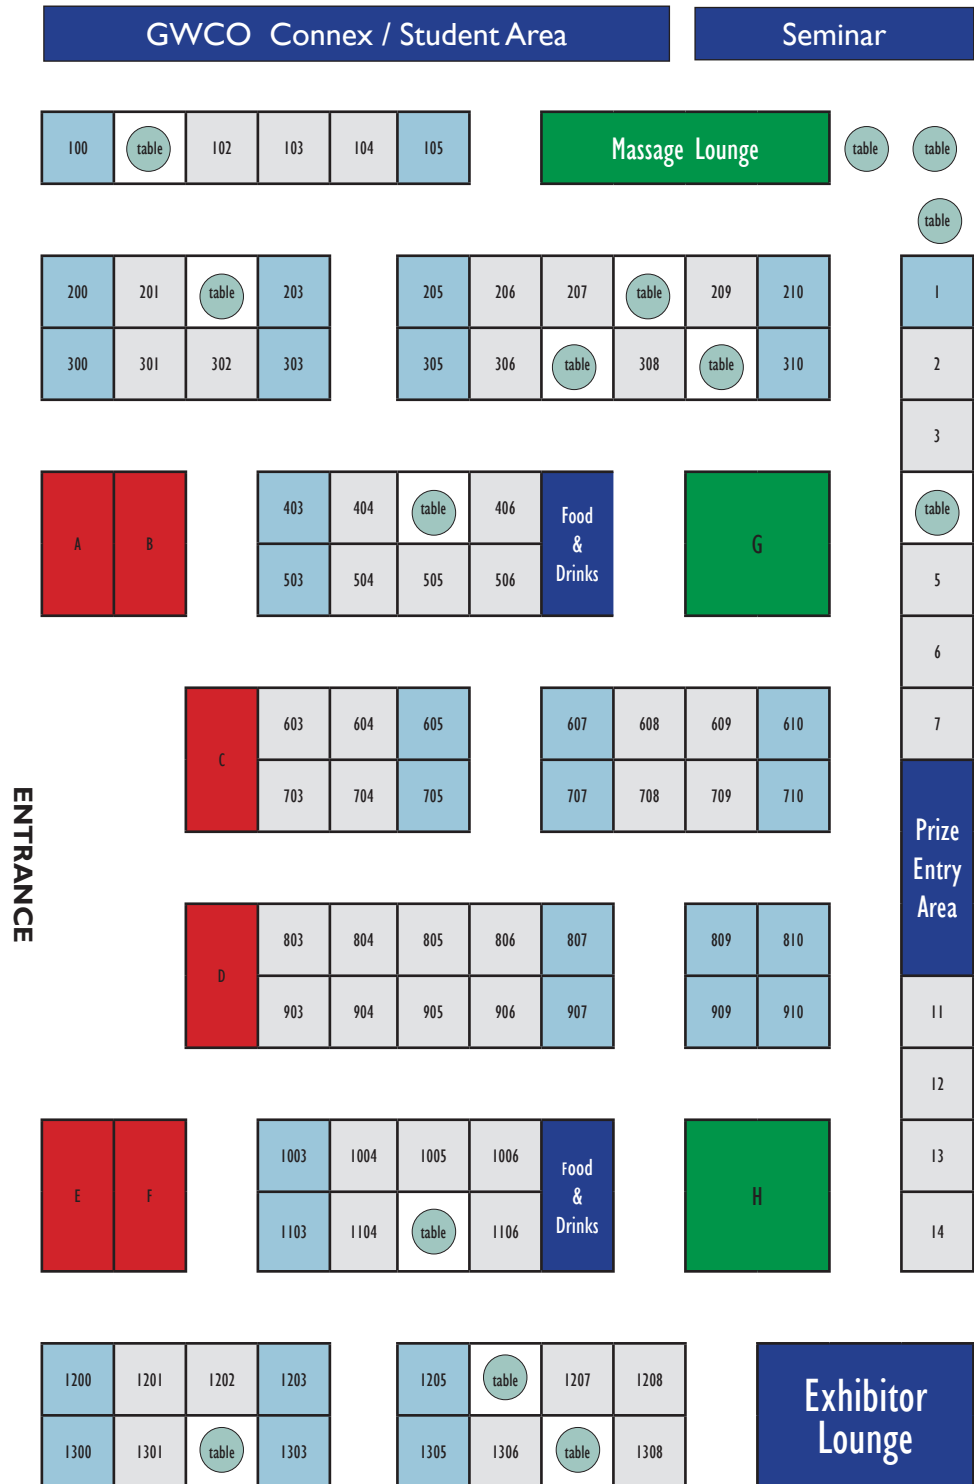 GWCO Connex / Student Area
Seminar
100 table 102 103 104 105
Massage Lounge
table table
table
200 201 table 203
205 206 207 table 209 210
1
300 301 302 303
305 306 table 308 table 310
2
3
A B
403 404 table 406
503 504 505 506
Food
&
Drinks
G
table
5
6
C
603 604 605
607 608 609 610
7
703 704 705
707 708 709 710
ENTRANCE
Prize
Entry
Area
D
803 804 805 806 807
809 810
903 904 905 906 907
909 910
11
12
E F
1003 1004 1005 1006
1103 1104 table 1106
Food
&
Drinks
H
13
14
1200 1201 1202 1203
1205 table 1207 1208
1300 1301 table 1303
1305 1306 table 1308
Exhibitor
Lounge